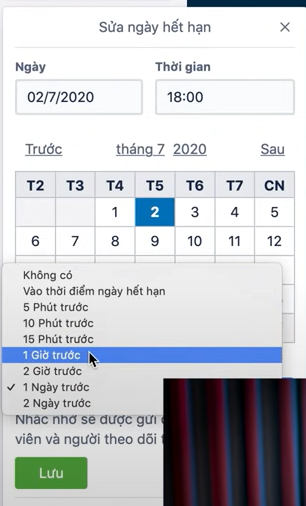 Sửa ngày hết hạn
Ngày Thời gian
02/7/2020 18:00
Trước tháng 7 2020 Sau
T2 T3 T4 T5 T6 T7 CN
1 2 3 4 5
6 7 8 9 10 11 12
Không có
Vào thời điểm ngày hết hạn
5 Phút trước
10 Phút trước
15 Phút trước
1 Giờ trước
2 Giờ trước
✓ 1 Ngày trước
2 Ngày trước
Nhắc nhở sẽ được gửi
viên và người theo dõi
Lưu